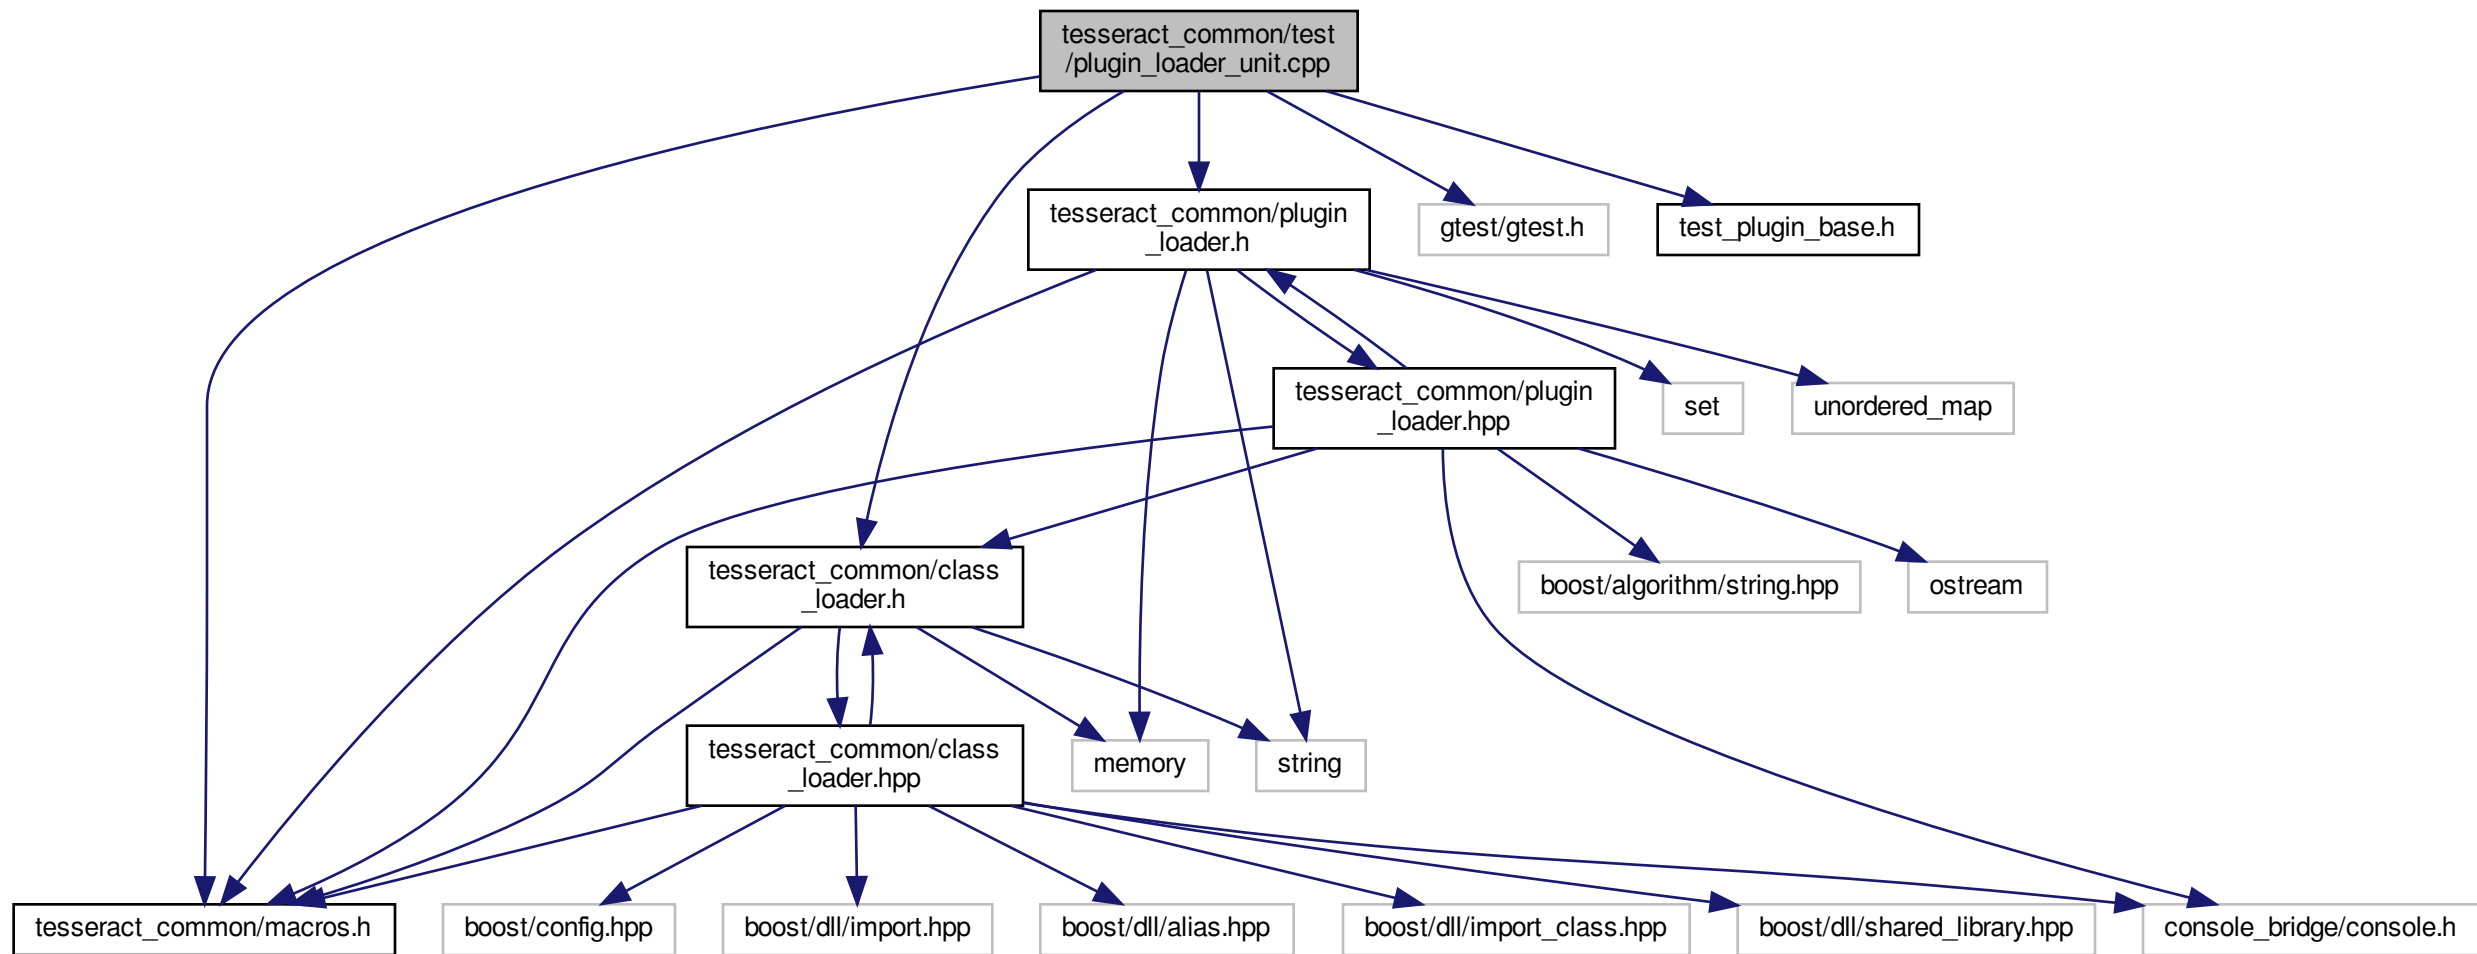 tesseract_common/test
/plugin_loader_unit.cpp
tesseract_common/plugin
_loader.h
gtest/gtest.h
test_plugin_base.h
tesseract_common/plugin
_loader.hpp
set
unordered_map
tesseract_common/class
_loader.h
boost/algorithm/string.hpp
ostream
tesseract_common/class
_loader.hpp
memory
string
tesseract_common/macros.h
boost/config.hpp
boost/dll/import.hpp
boost/dll/alias.hpp
boost/dll/import_class.hpp
boost/dll/shared_library.hpp
console_bridge/console.h